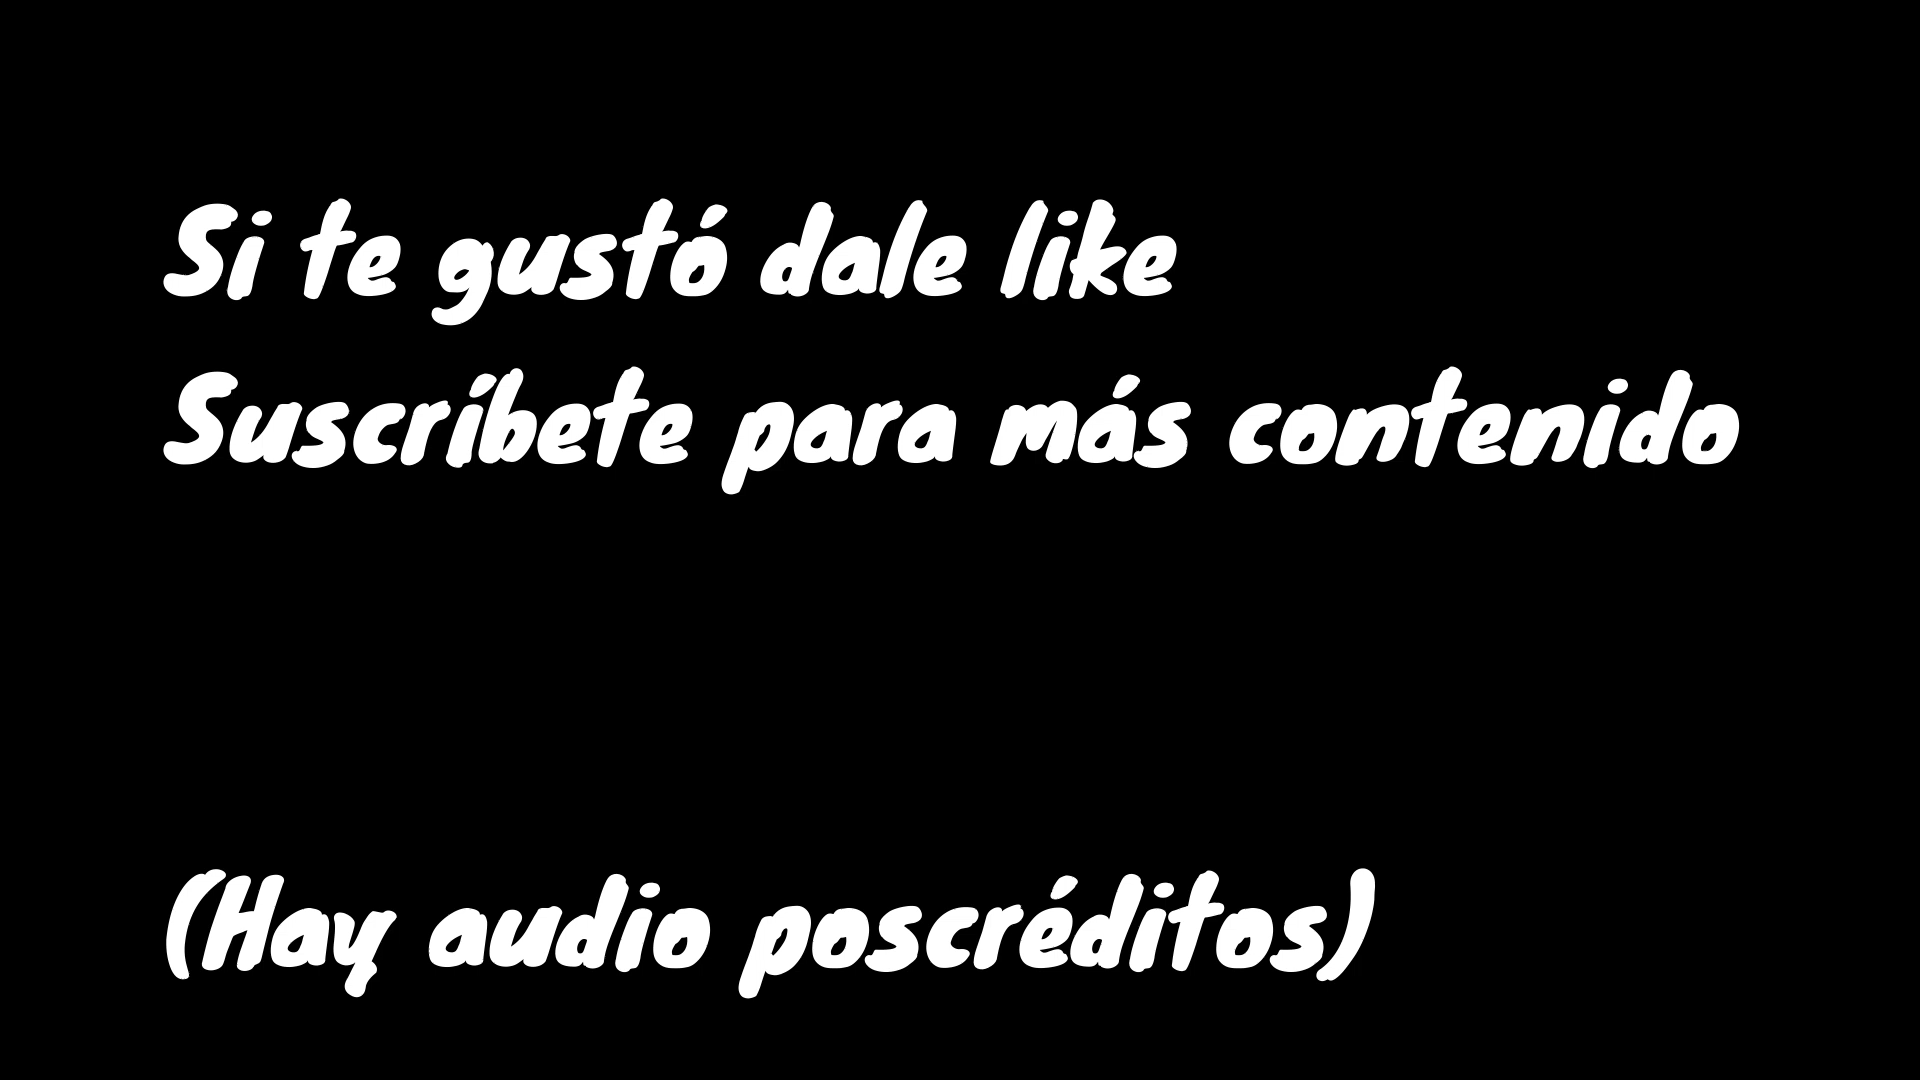 Si te gustó dale like
Suscríbete para más contenido
(Hay audio poscréditos)